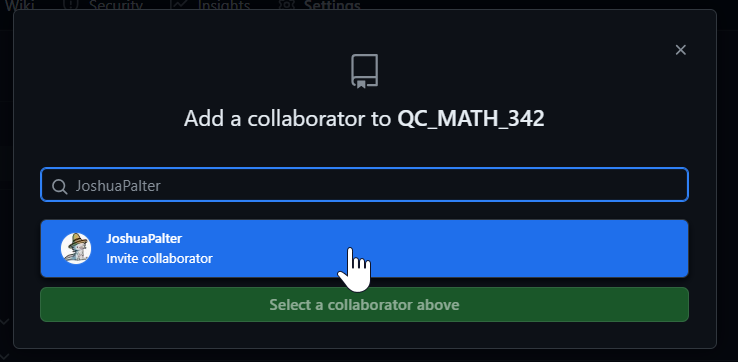 Wiki Security Insights Settings
Add a collaborator to QC_MATH_342
JoshuaPalter
JoshuaPalter
Invite collaborator
Select a collaborator above